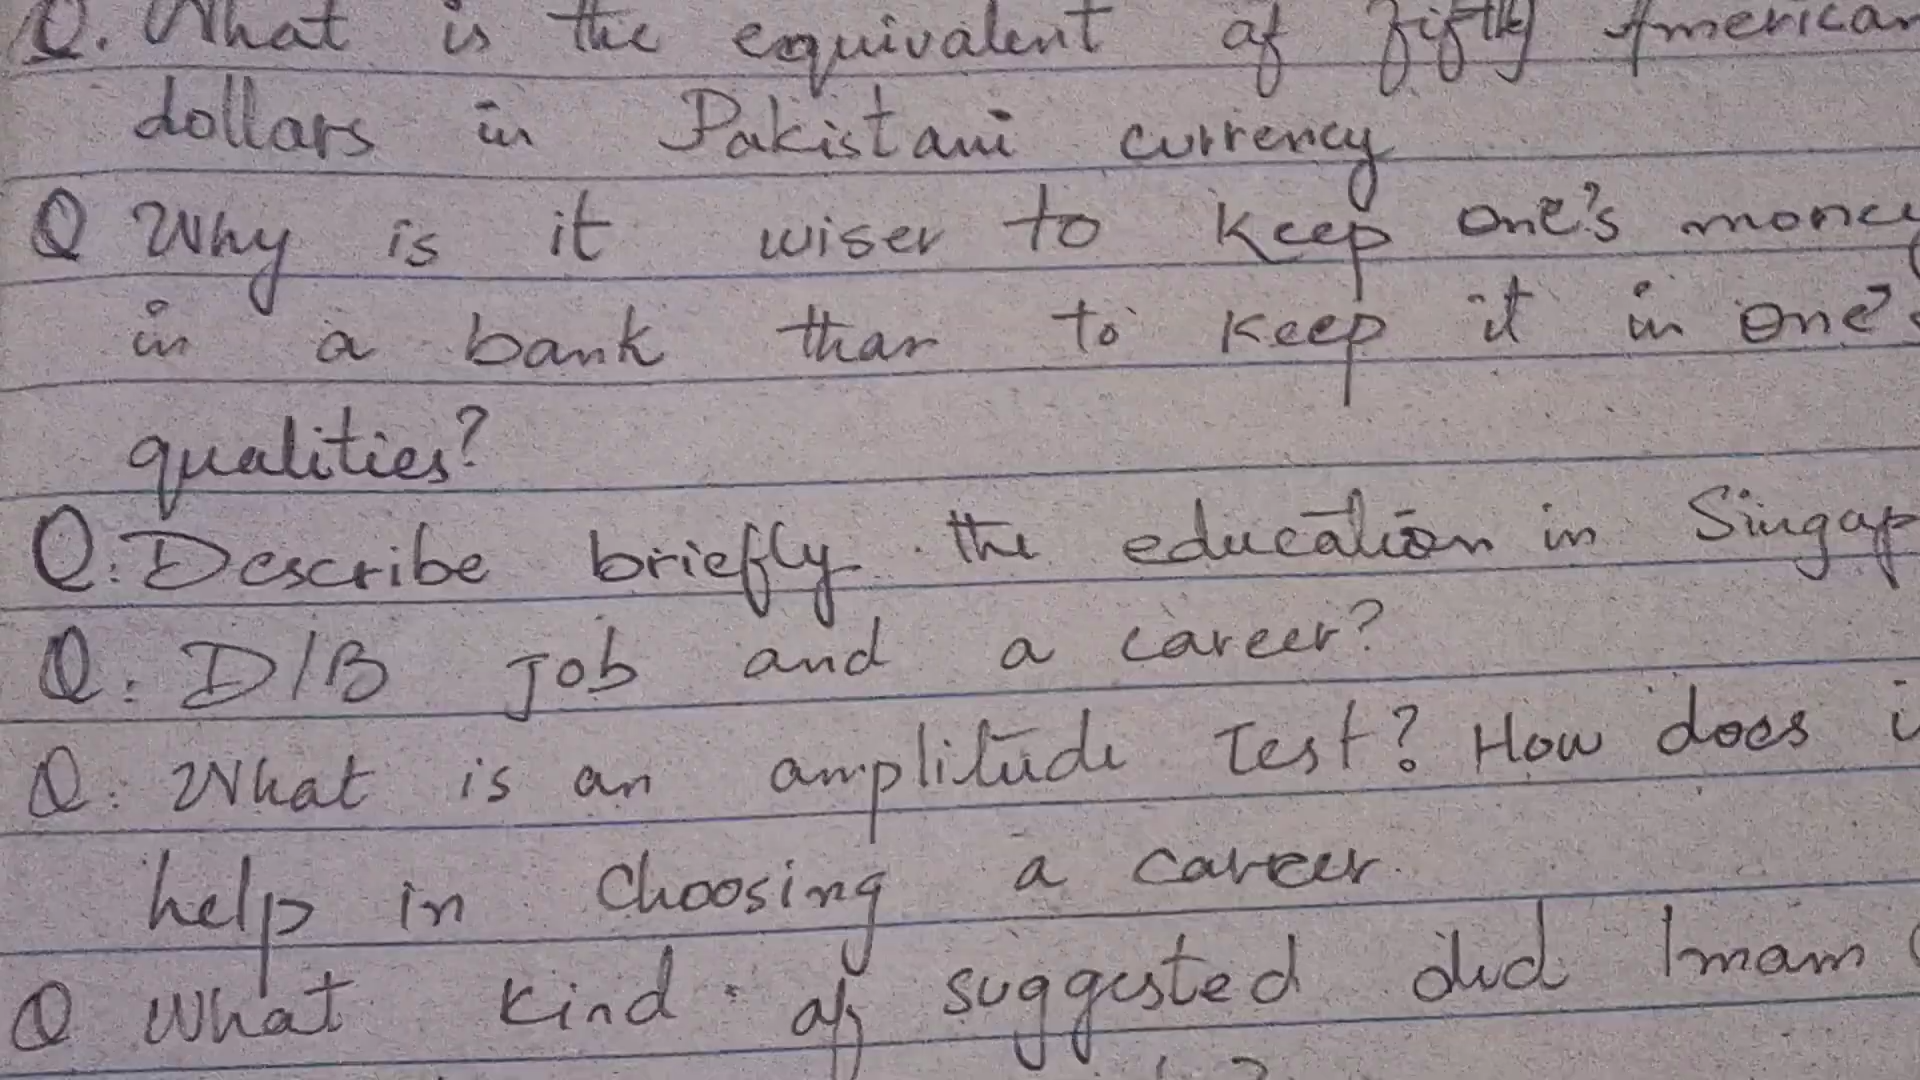 Q. What is the equivalent of fifty American
dollars in Pakistani currency
Q Why is it wiser to keep one's money
in a bank than to keep it in one's
qualities?
Q: Describe briefly the education in Singap
Q: D/B job and a career?
Q: What is an amplitude Test? How does i
help in choosing a career
Q What kind of suggested did Imam